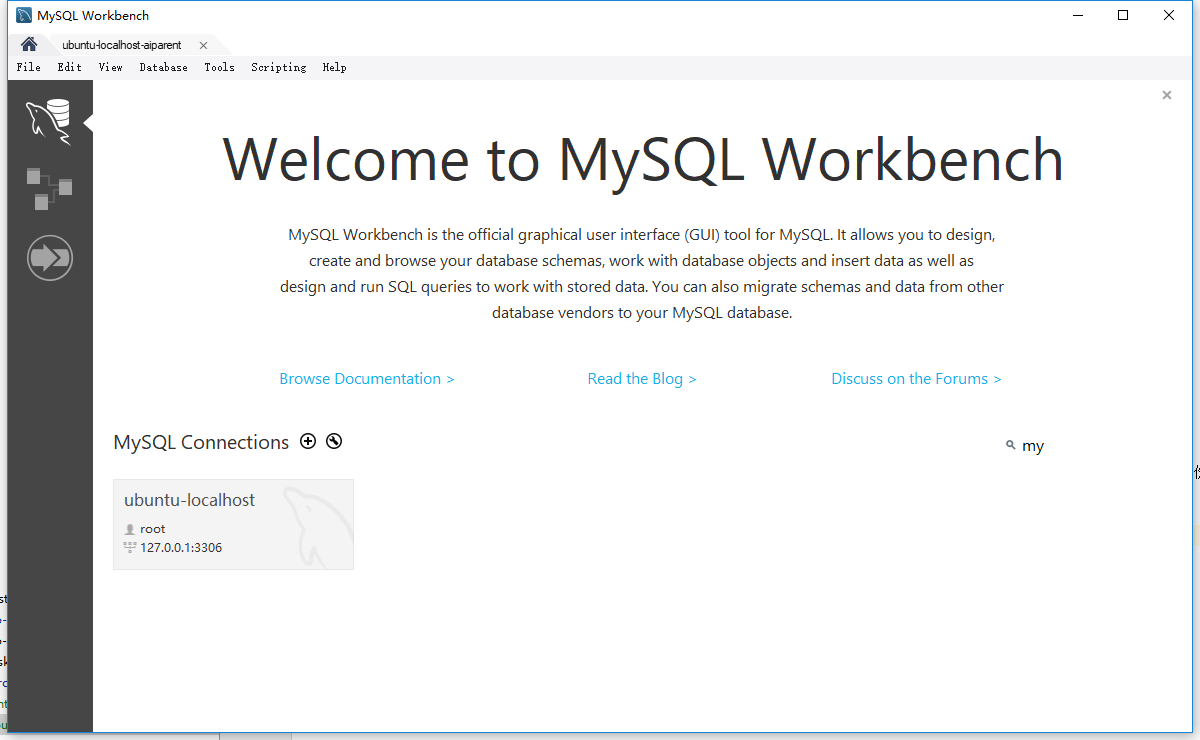 MySQL Workbench
ubuntu-localhost-aiparent
File Edit View Database Tools Scripting Help
Welcome to MySQL Workbench
MySQL Workbench is the official graphical user interface (GUI) tool for MySQL. It allows you to design,
create and browse your database schemas, work with database objects and insert data as well as
design and run SQL queries to work with stored data. You can also migrate schemas and data from other
database vendors to your MySQL database.
Browse Documentation > Read the Blog > Discuss on the Forums >
MySQL Connections my
ubuntu-localhost
root
127.0.0.1:3306